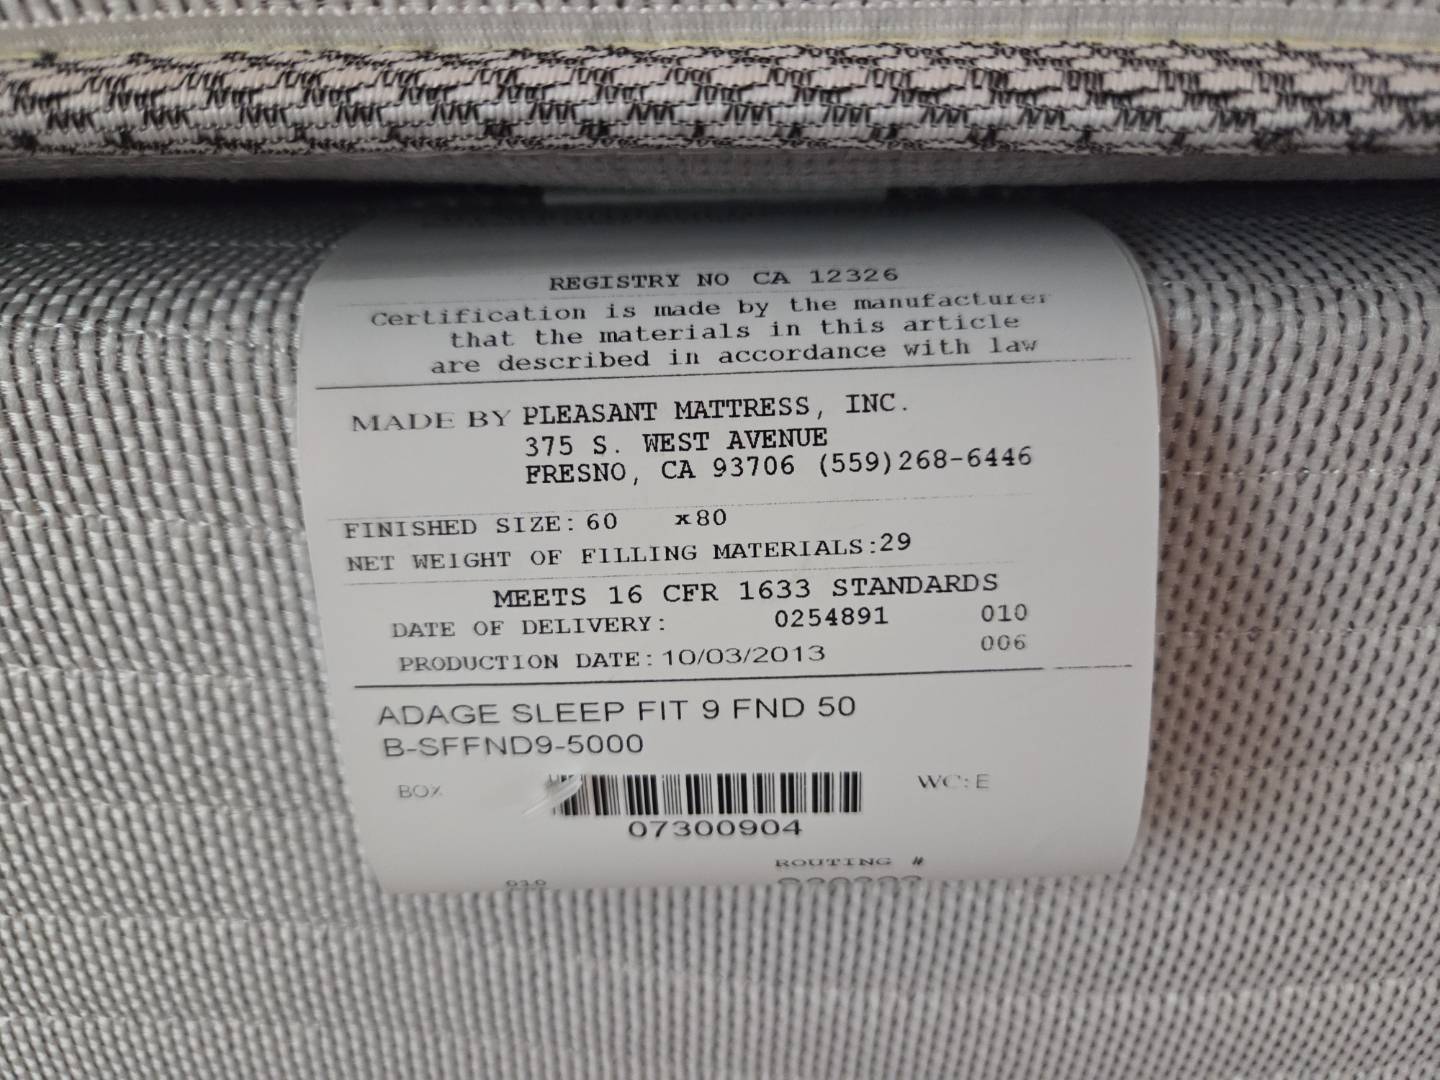 REGISTRY NO CA 12326
Certification is made by the manufacturer
that the materials in this article
are described in accordance with law
MADE BY PLEASANT MATTRESS, INC.
375 S. WEST AVENUE
FRESNO, CA 93706 (559)268-6446
FINISHED SIZE: 60 x80
NET WEIGHT OF FILLING MATERIALS:29
MEETS 16 CFR 1633 STANDARDS
DATE OF DELIVERY: 0254891 010
PRODUCTION DATE: 10/03/2013 006
ADAGE SLEEP FIT 9 FND 50
B-SFFND9-5000
BOX WC: E
07300904
ROUTING #